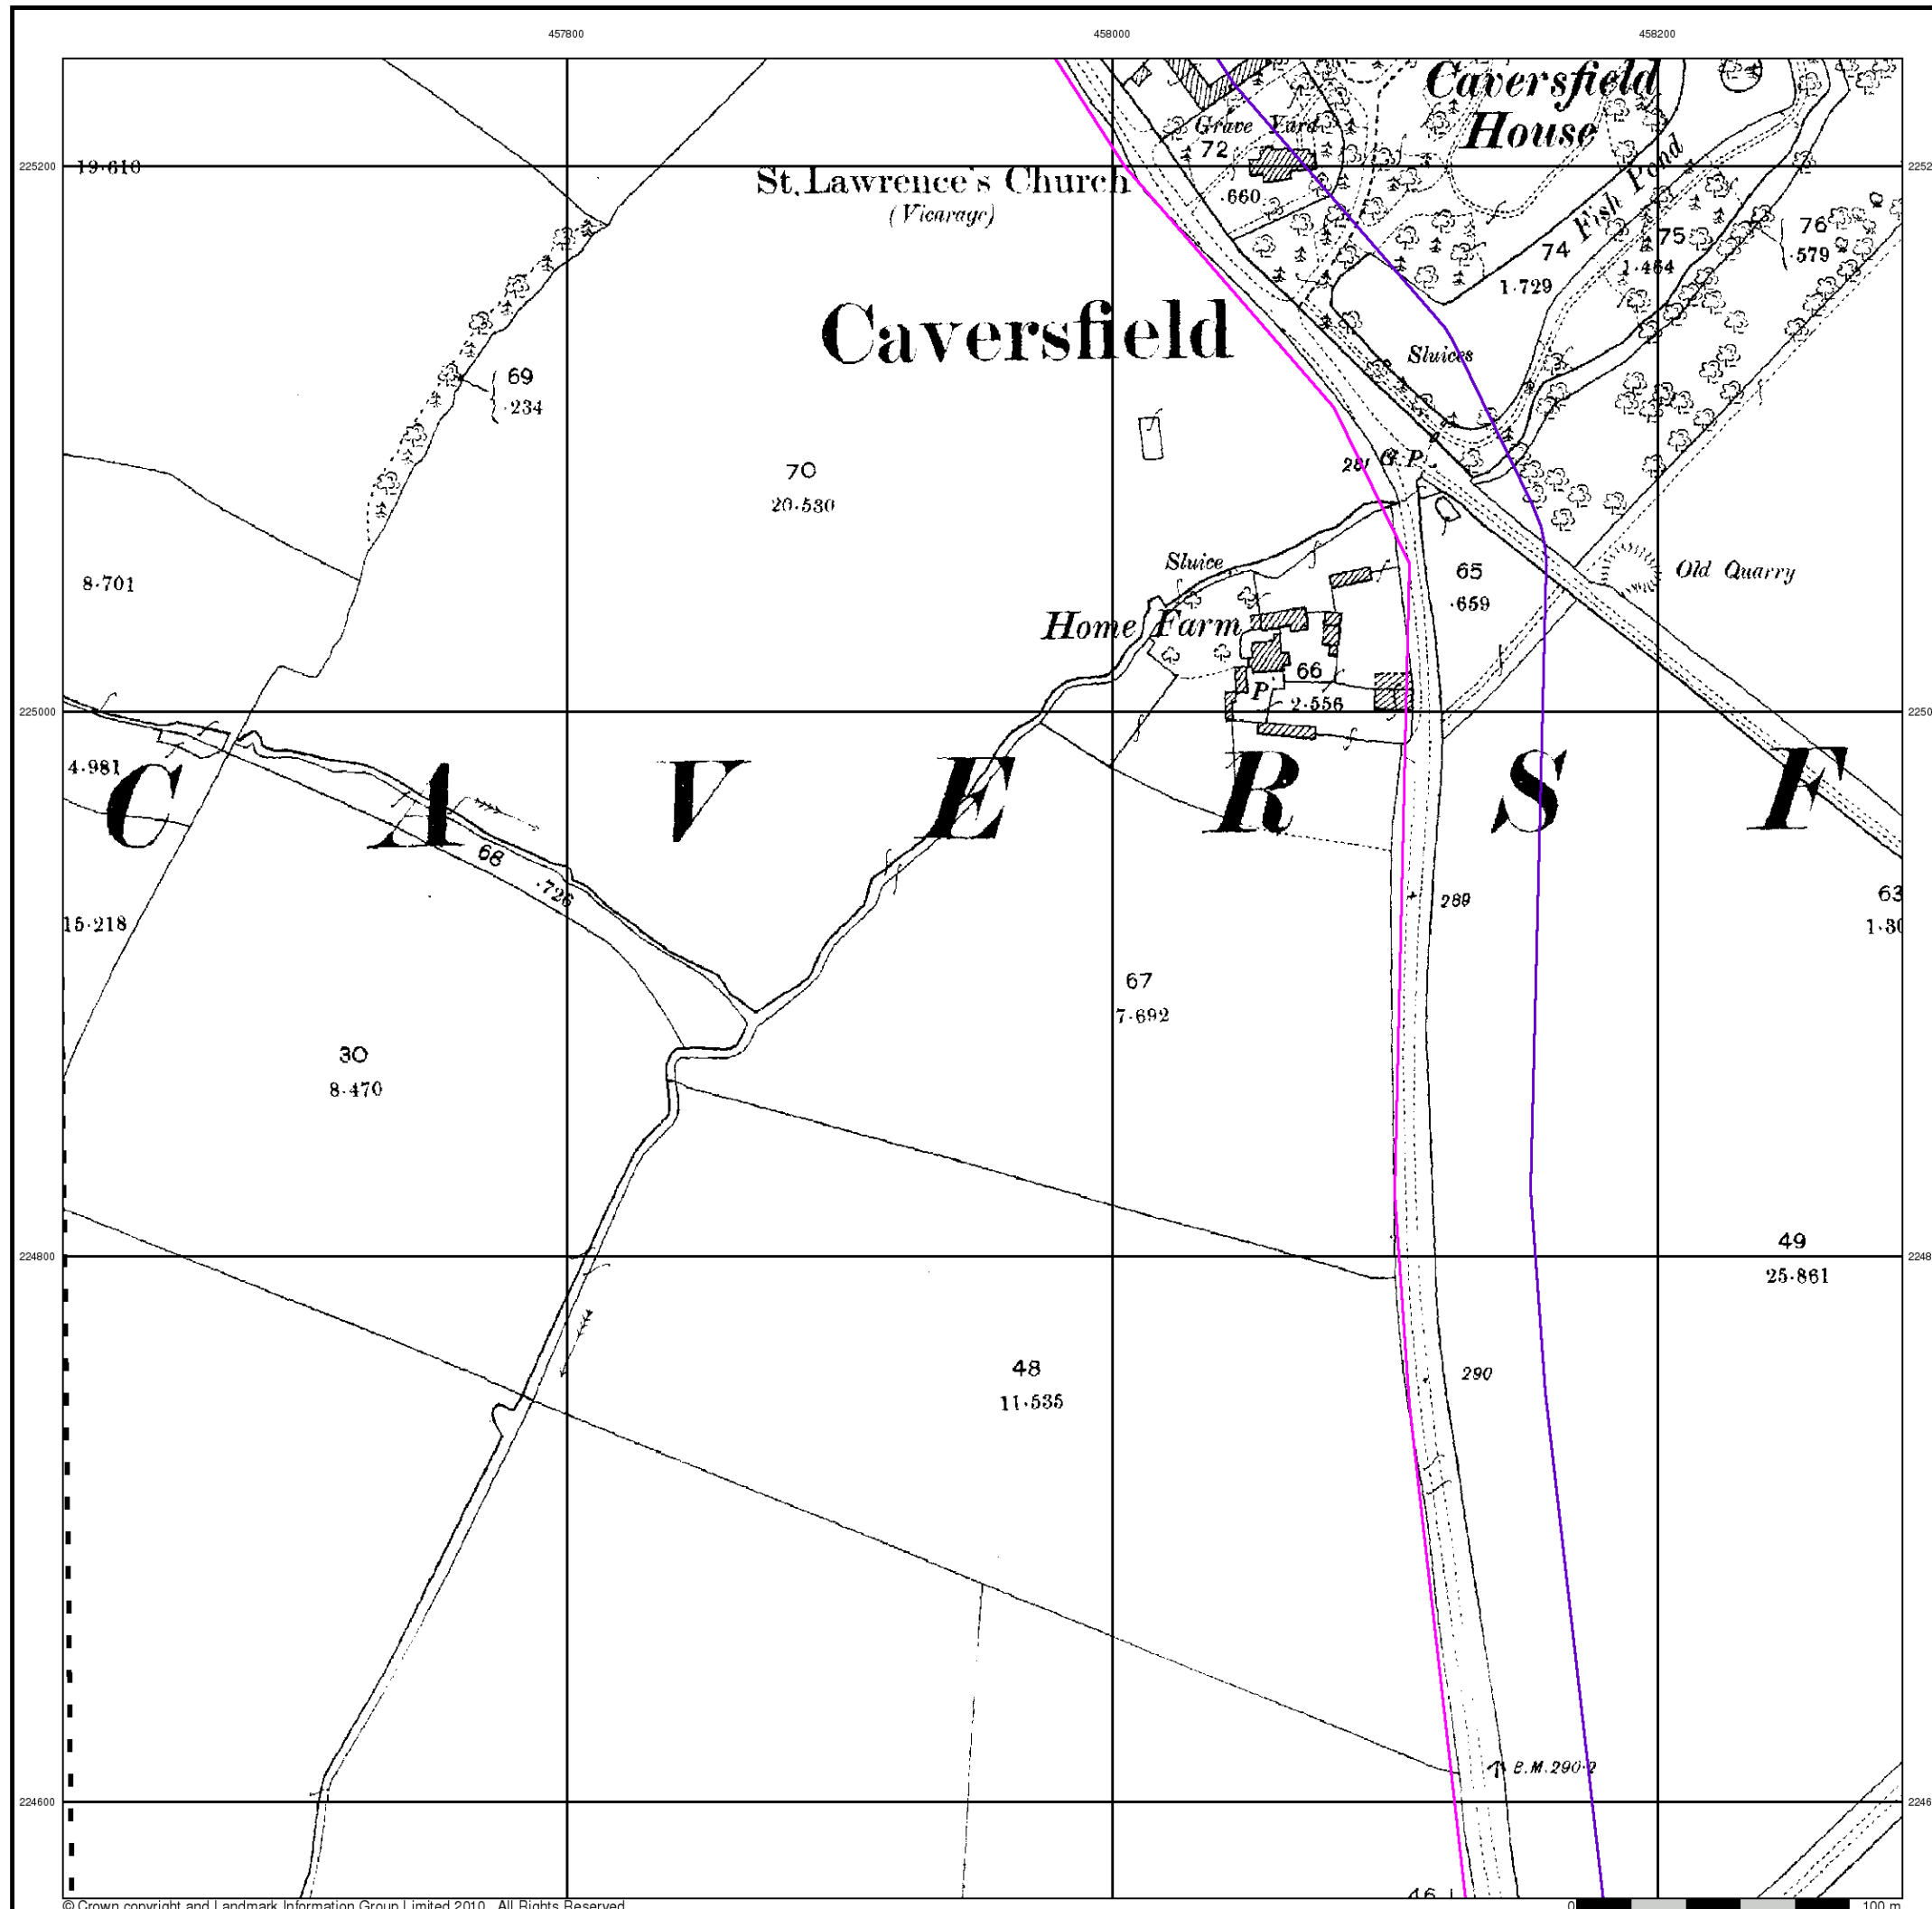 457800
458000
458200
Caversfield
House
Grave Yard
72
.660
225200
19.610
St. Lawrence's Church
(Vicarage)
Fish Pond
74
1.729
75
1.464
76
.579
Caversfield
Sluices
69
.234
70
20.530
281
G.P.
8.701
Sluice
65
.659
Old Quarry
Home Farm
66
2.556
P.
225000
4.981
C A V E R S F
68
.726
15.218
289
63
67
7.692
30
8.470
224800
49
25.861
48
11.535
290
B.M. 290.2
224600
46
© Crown copyright and Landmark Information Group Limited 2010. All Rights Reserved.
0
100 m